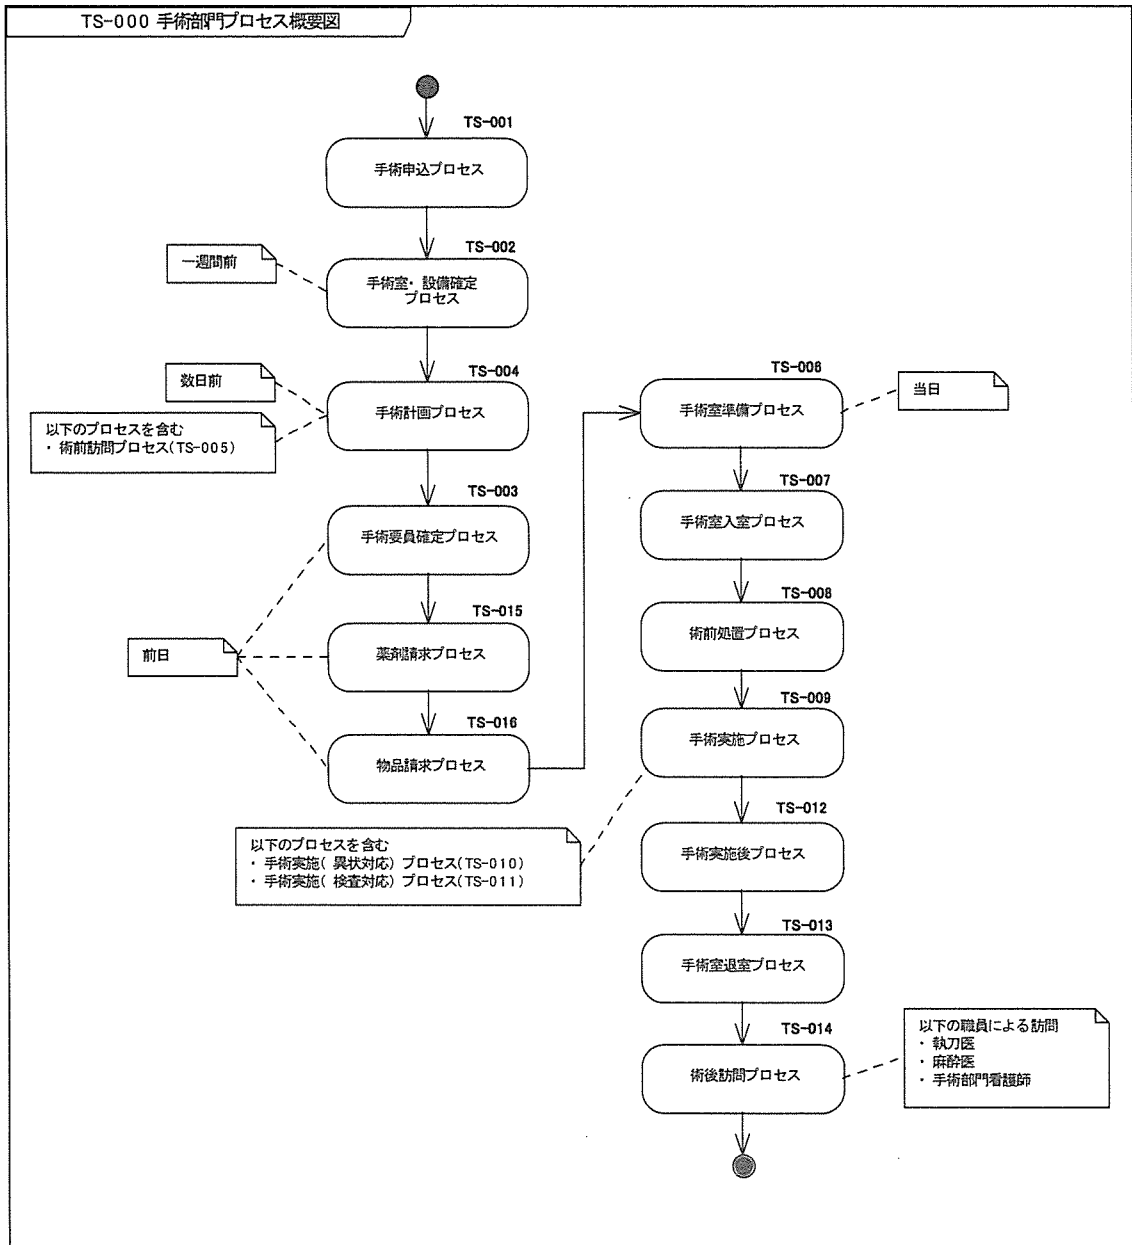 TS-000 手術部門プロセス概要図
TS-001
手術申込プロセス
TS-002
一週間前
手術室・設備確定
プロセス
TS-004
数日前
手術計画プロセス
以下のプロセスを含む
・術前訪問プロセス(TS-005)
TS-003
手術要員確定プロセス
TS-015
前日
薬剤請求プロセス
TS-016
物品請求プロセス
TS-006
当日
手術室準備プロセス
TS-007
手術室入室プロセス
TS-008
術前処置プロセス
TS-009
手術実施プロセス
以下のプロセスを含む
・手術実施(異状対応)プロセス(TS-010)
・手術実施(検査対応)プロセス(TS-011)
TS-012
手術実施後プロセス
TS-013
手術室退室プロセス
TS-014
術後訪問プロセス
以下の職員による訪問
・執刀医
・麻酔医
・手術部門看護師